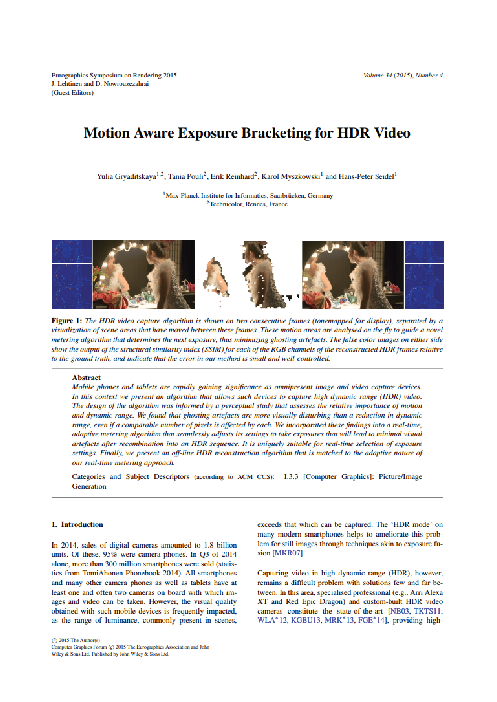 Eurographics Symposium on Rendering 2015
J. Lehtinen and D. Nowrouzezahrai
(Guest Editors)
Volume 34 (2015), Number 4
Motion Aware Exposure Bracketing for HDR Video
Yulia Gryaditskaya1,2, Tania Pouli2, Erik Reinhard2, Karol Myszkowski1 and Hans-Peter Seidel1
1Max Planck Institute for Informatics, Saarbrücken, Germany
2Technicolor, Rennes, France
Figure 1: The HDR video capture algorithm is shown on two consecutive frames (tonemapped for display), separated by a
visualization of scene areas that have moved between these frames. These motion areas are analysed on the fly to guide a novel
metering algorithm that determines the next exposure, thus minimizing ghosting artefacts. The false color images on either side
show the output of the structural similarity index (SSIM) for each of the RGB channels of the reconstructed HDR frames relative
to the ground truth and indicate that the error in our method is small and well-controlled.
Abstract
Mobile phones and tablets are rapidly gaining significance as omnipresent image and video capture devices.
In this context we present an algorithm that allows such devices to capture high dynamic range (HDR) video.
The design of the algorithm was informed by a perceptual study that assesses the relative importance of motion
and dynamic range. We found that ghosting artefacts are more visually disturbing than a reduction in dynamic
range, even if a comparable number of pixels is affected by each. We incorporated these findings into a real-time,
adaptive metering algorithm that seamlessly adjusts its settings to take exposures that will lead to minimal visual
artefacts after recombination into an HDR sequence. It is uniquely suitable for real-time selection of exposure
settings. Finally, we present an off-line HDR reconstruction algorithm that is matched to the adaptive nature of
our real-time metering approach.
Categories and Subject Descriptors (according to ACM CCS): I.3.3 [Computer Graphics]: Picture/Image
Generation
1. Introduction
In 2014, sales of digital cameras amounted to 1.8 billion
units. Of these, 95% were camera phones. In Q3 of 2014
alone, more than 300 million smartphones were sold (statis-
tics from TomiAhonen Phonebook 2014). All smartphones
and many other camera phones as well as tablets have at
least one and often two cameras on board with which im-
ages and video can be taken. However, the visual quality
obtained with such mobile devices is frequently impacted,
as the range of luminance, commonly present in scenes,
exceeds that which can be captured. The 'HDR mode' on
many modern smartphones helps to ameliorate this prob-
lem for still images through techniques akin to exposure fu-
sion [MKR07].
Capturing video in high dynamic range (HDR), however,
remains a difficult problem with solutions few and far be-
tween. In this area, specialised professional (e.g., Arri Alexa
XT and Red Epic Dragon) and custom-built HDR video
cameras constitute the state-of-the-art [NB03, TKTS11,
WLA*12, KGBU13, MRK*13, FGE*14], providing high-
© 2015 The Author(s)
Computer Graphics Forum © 2015 The Eurographics Association and John
Wiley & Sons Ltd. Published by John Wiley & Sons Ltd.